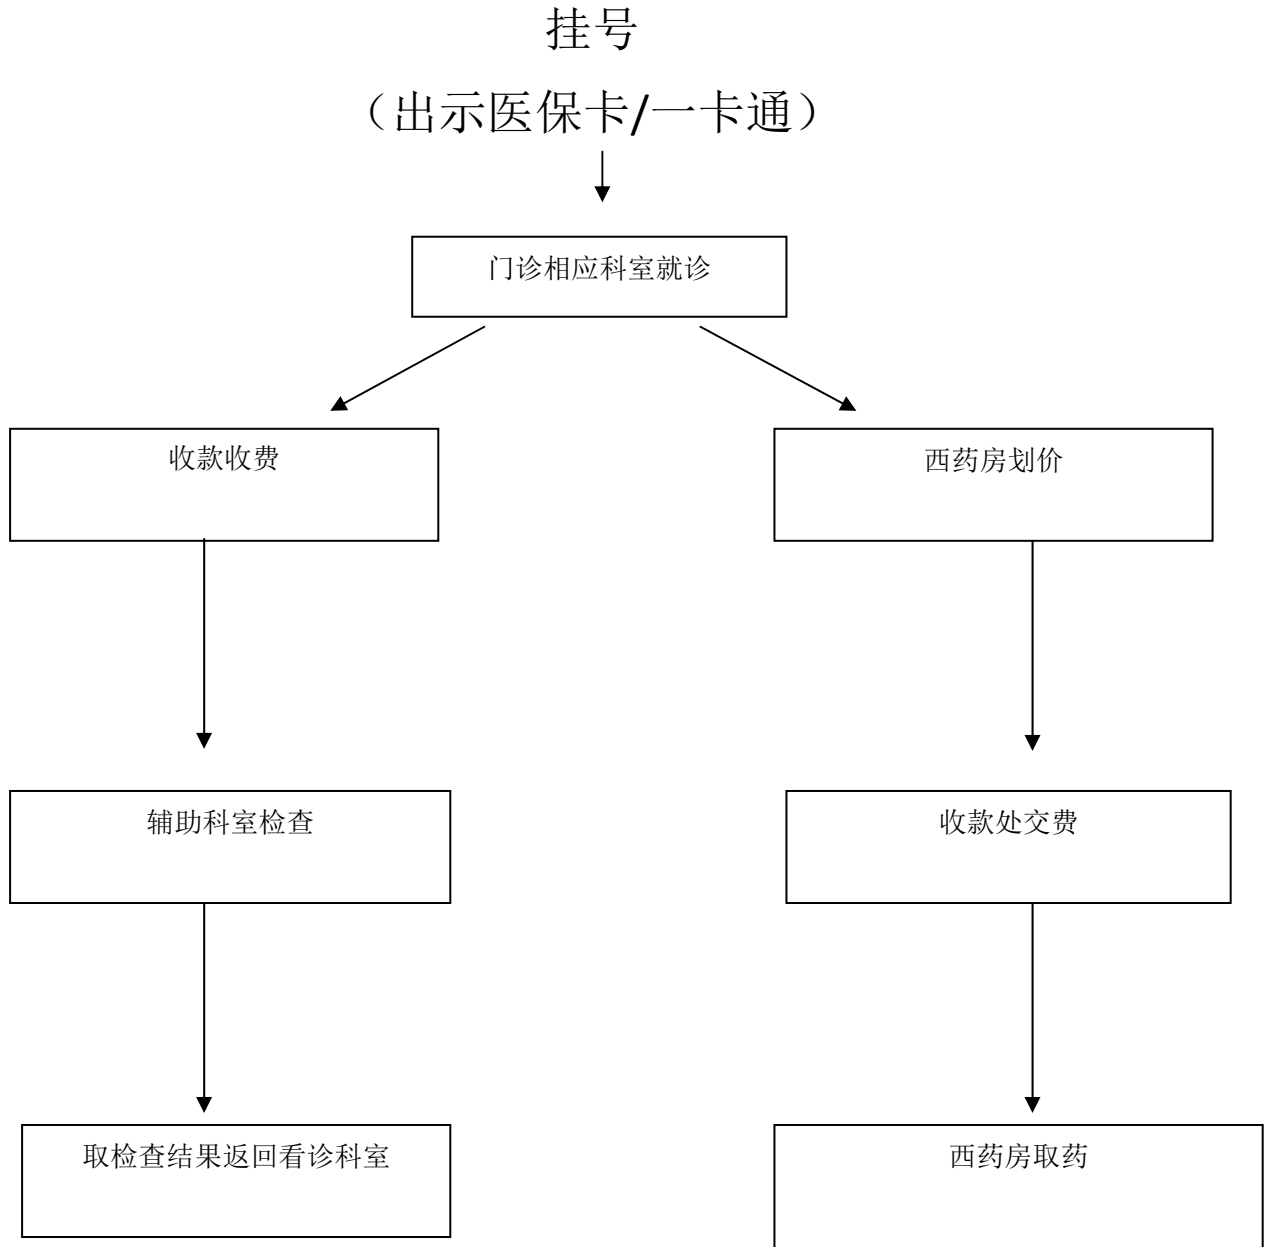 挂号
（出示医保卡/一卡通）
门诊相应科室就诊
收款收费
西药房划价
辅助科室检查
收款处交费
取检查结果返回看诊科室
西药房取药